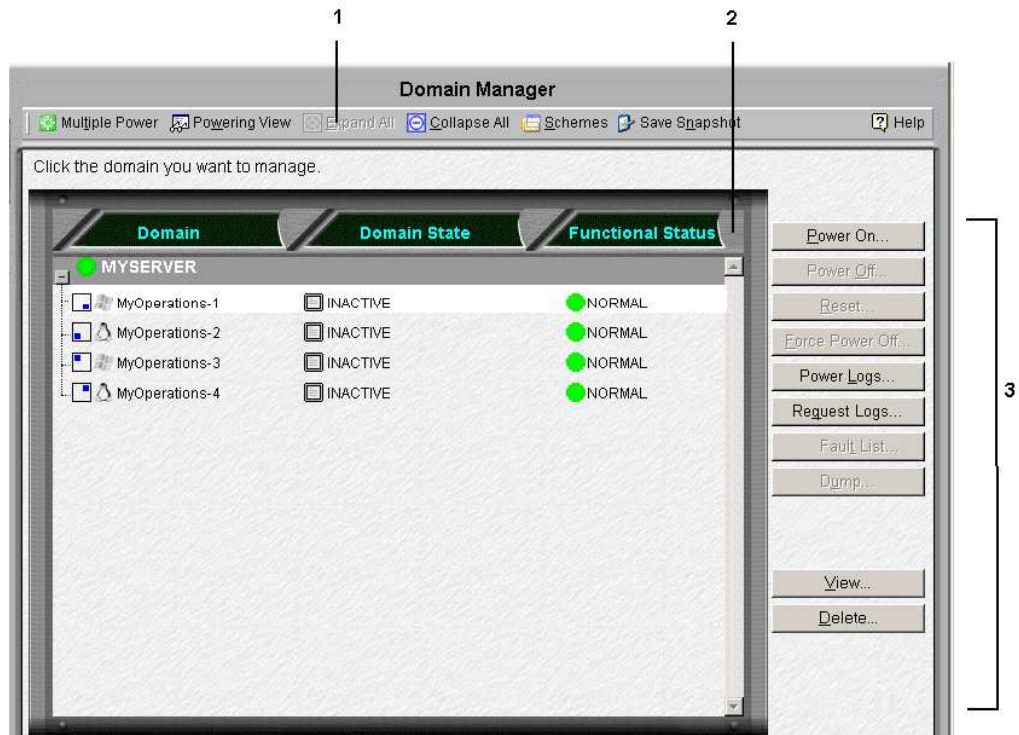 1 2
Domain Manager
Multiple Power Powering View Expand All Collapse All Schemes Save Snapshot Help
Click the domain you want to manage.
Domain Domain State Functional Status
MYSERVER
MyOperations-1 INACTIVE NORMAL
MyOperations-2 INACTIVE NORMAL
MyOperations-3 INACTIVE NORMAL
MyOperations-4 INACTIVE NORMAL
Power On...
Power Off...
Reset...
Force Power Off...
Power Logs...
Request Logs...
Fault List...
Dump...
View...
Delete...
3